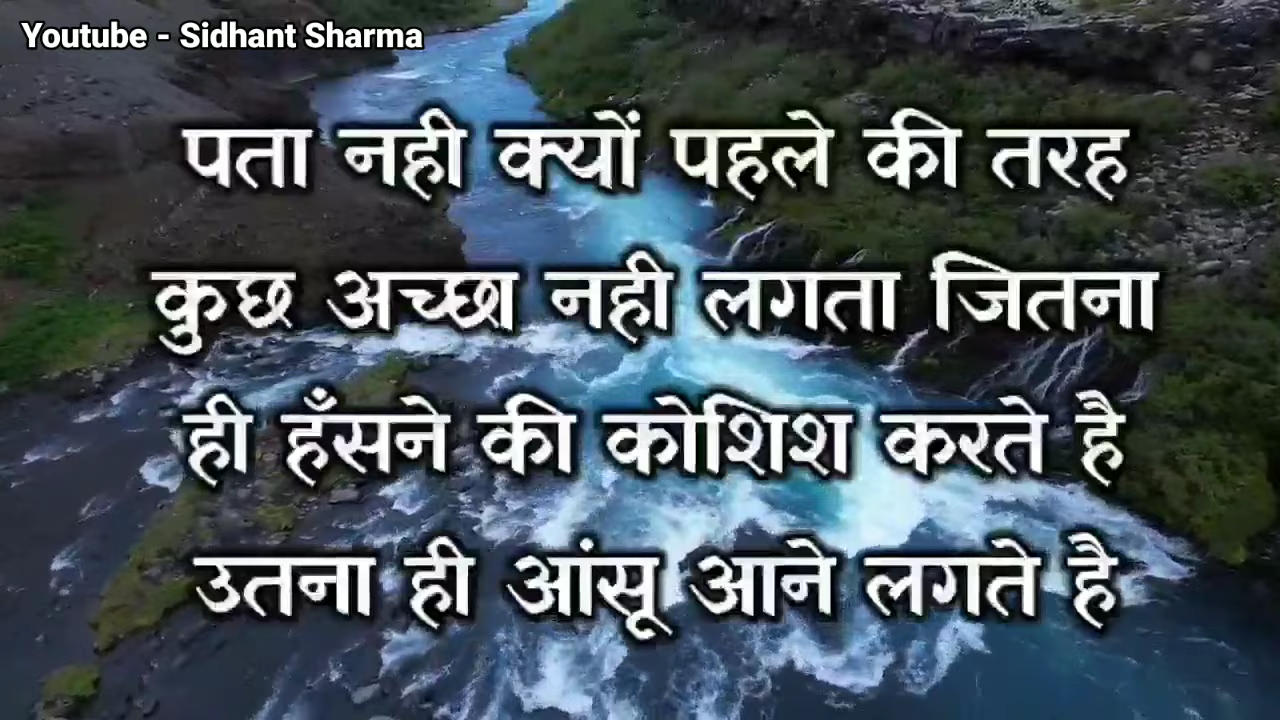 Youtube - Sidhant Sharma
पता नही क्यों पहले की तरह
कुछ अच्छा नही लगता जितना
ही हँसने की कोशिश करते है
उतना ही आंसू आने लगते है